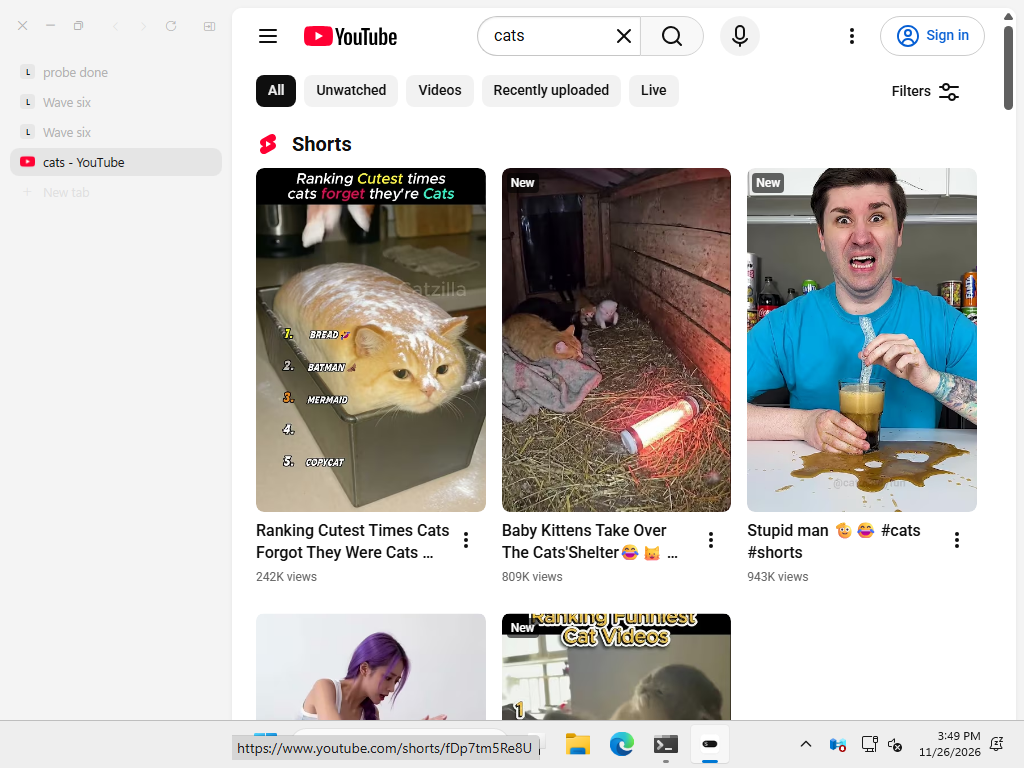 probe done
Wave six
Wave six
cats - YouTube
New tab
YouTube
cats
Sign in
All
Unwatched
Videos
Recently uploaded
Live
Filters
Shorts
Ranking Cutest times
cats forget they're Cats
Catzilla
1. BREAD
2. BATMAN
3. MERMAID
4.
5. COPYCAT
New
New
Ranking Cutest Times Cats
Forgot They Were Cats ...
242K views
Baby Kittens Take Over
The Cats'Shelter😂 😺 ...
809K views
Stupid man 🫡 😂 #cats
#shorts
943K views
New
Ranking Funniest
Cat Videos
1
https://www.youtube.com/shorts/fDp7tm5Re8U
3:49 PM
11/26/2026